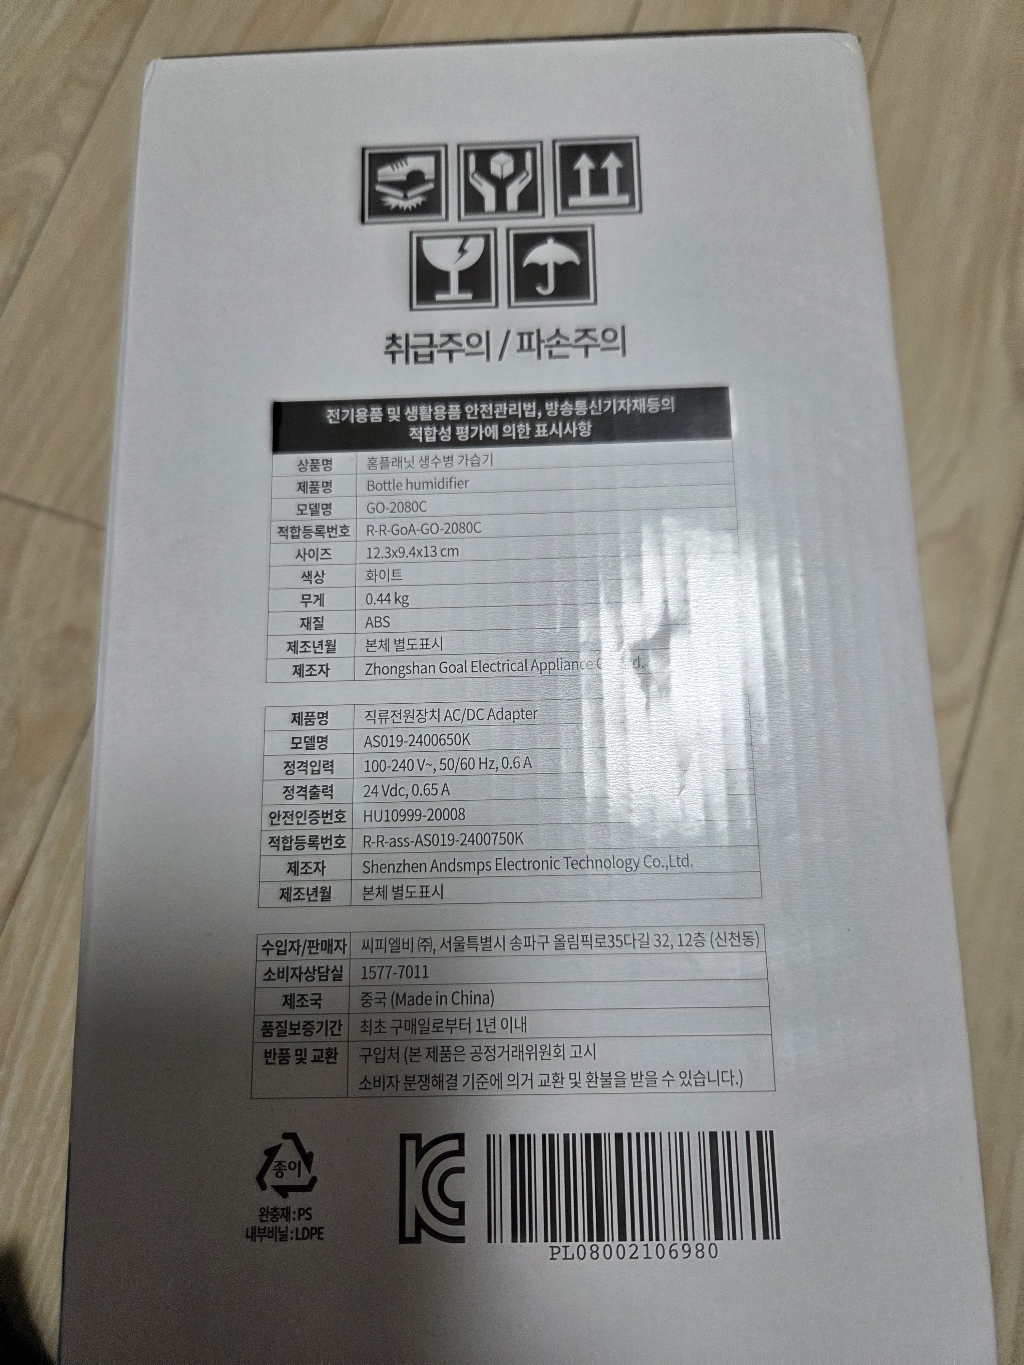 취급주의 / 파손주의
전기용품 및 생활용품 안전관리법, 방송통신기자재등의
적합성 평가에 의한 표시사항
상품명 홈플래닛 생수병 가습기
제품명 Bottle humidifier
모델명 GO-2080C
적합등록번호 R-R-GoA-GO-2080C
사이즈 12.3x9.4x13 cm
색상 화이트
무게 0.44 kg
재질 ABS
제조년월 본체 별도표시
제조자 Zhongshan Goal Electrical Appliance
제품명 직류전원장치 AC/DC Adapter
모델명 AS019-2400650K
정격입력 100-240 V~, 50/60 Hz, 0.6 A
정격출력 24 Vdc, 0.65 A
안전인증번호 HU10999-20008
적합등록번호 R-R-ass-AS019-2400750K
제조자 Shenzhen Andsmps Electronic Technology Co.,Ltd.
제조년월 본체 별도표시
수입자/판매자 씨피엘비 ㈜, 서울특별시 송파구 올림픽로35다길 32, 12층 (신천동)
소비자상담실 1577-7011
제조국 중국 (Made in China)
품질보증기간 최초 구매일로부터 1년 이내
반품 및 교환 구입처 (본 제품은 공정거래위원회 고시
소비자 분쟁해결 기준에 의거 교환 및 환불을 받을 수 있습니다.)
종이
완충재:PS
내부비닐:LDPE
KC
PL08002106980